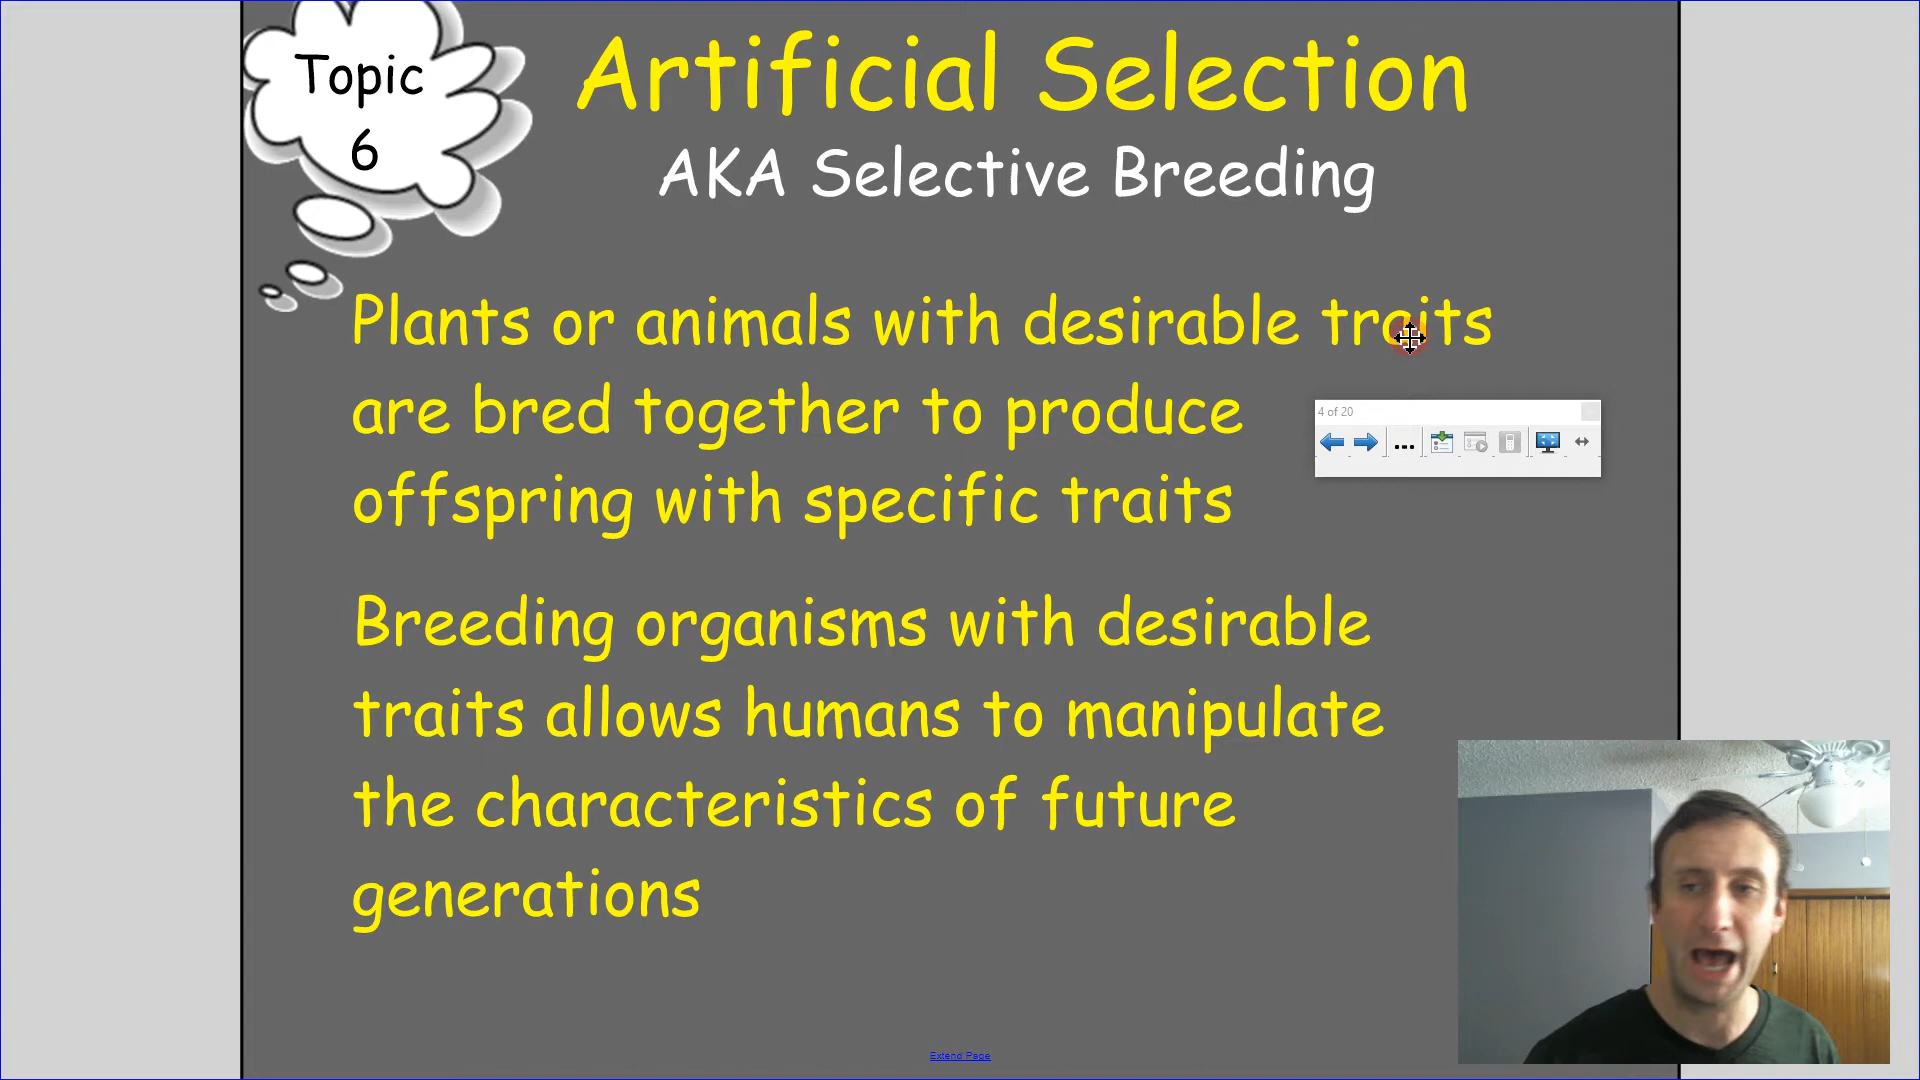 Topic
6
Artificial Selection
AKA Selective Breeding
Plants or animals with desirable traits
are bred together to produce
offspring with specific traits
4 of 20
Breeding organisms with desirable
traits allows humans to manipulate
the characteristics of future
generations
Extend Page